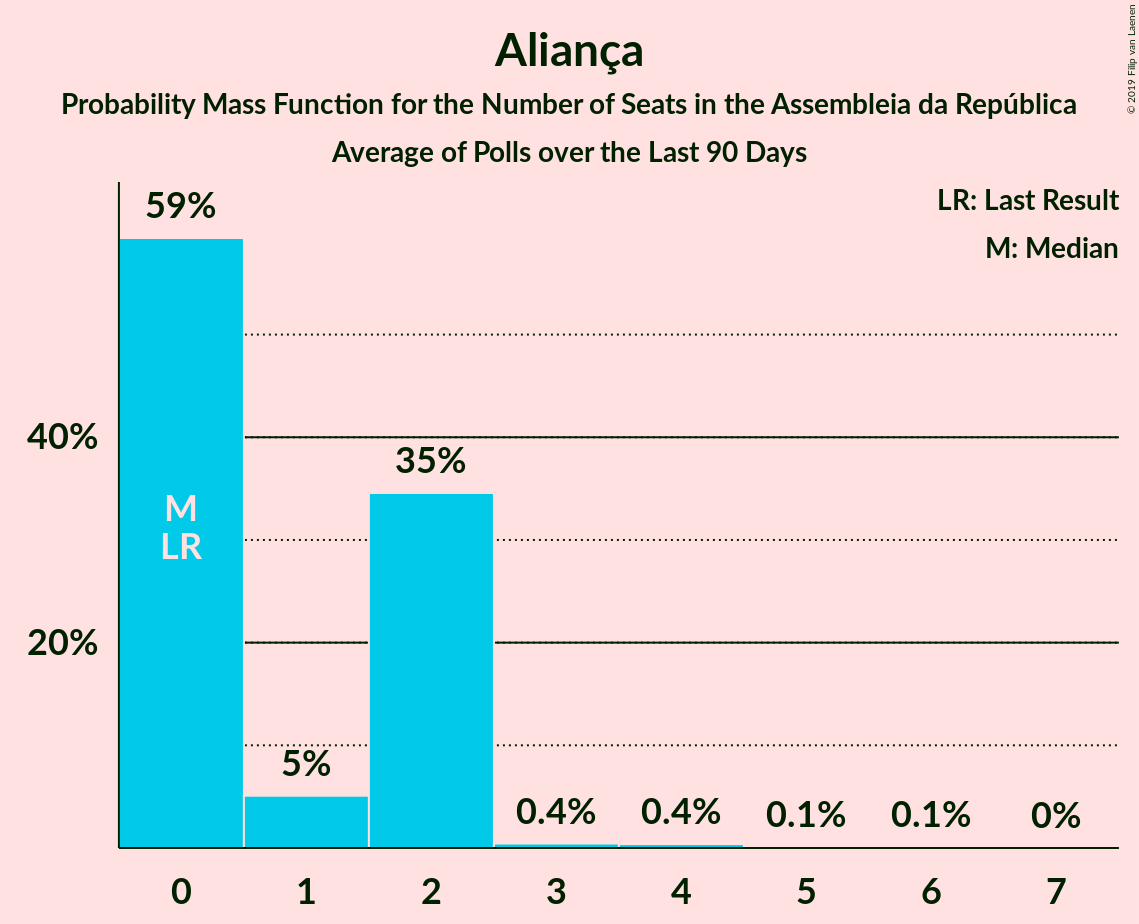 Aliança
Probability Mass Function for the Number of Seats in the Assembleia da República
Average of Polls over the Last 90 Days
© 2019 Filip van Laenen
LR: Last Result
M: Median
59%
40%
35%
M
LR
20%
5%
0.4%
0.4%
0.1%
0.1%
0%
0 1 2 3 4 5 6 7